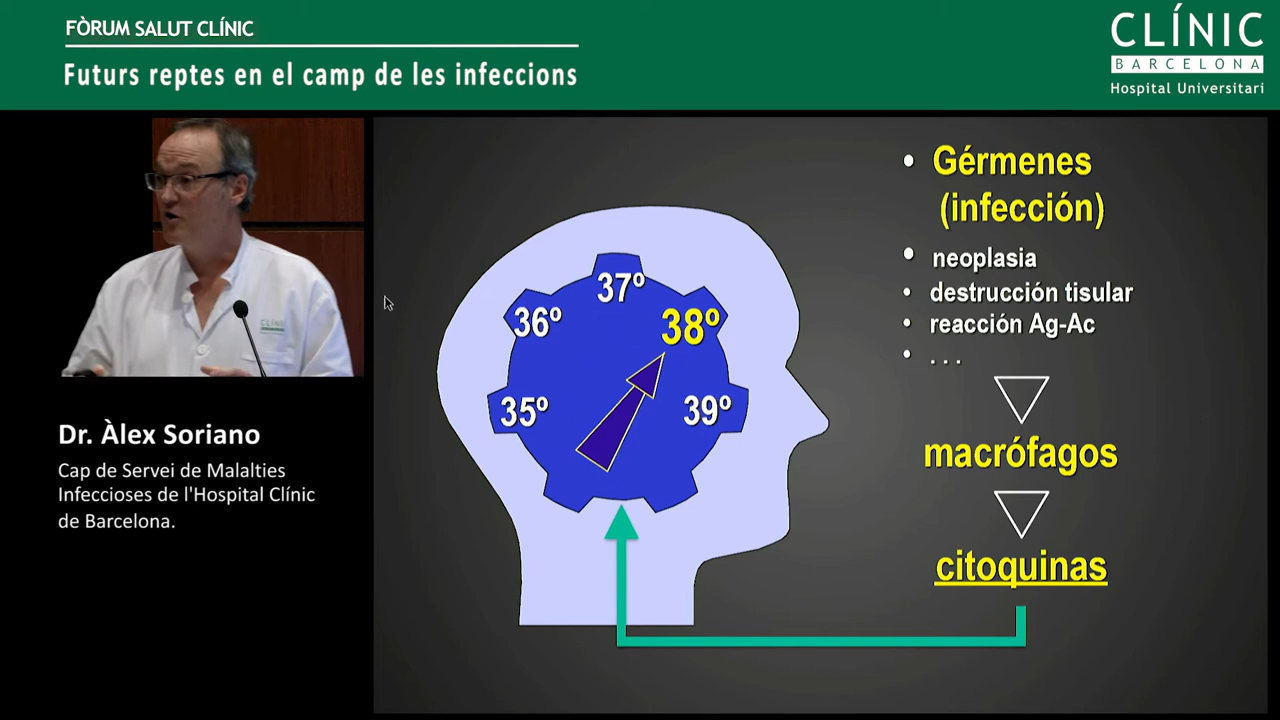 FÒRUM SALUT CLÍNIC
Futurs reptes en el camp de les infeccions
CLÍNIC
BARCELONA
Hospital Universitari
CLÍNIC
Dr. Àlex Soriano
Cap de Servei de Malalties
Infeccioses de l'Hospital Clínic
de Barcelona.
35º
36º
37º
38º
39º
• Gérmenes
(infección)
• neoplasia
• destrucción tisular
• reacción Ag-Ac
• . . .
macrófagos
citoquinas